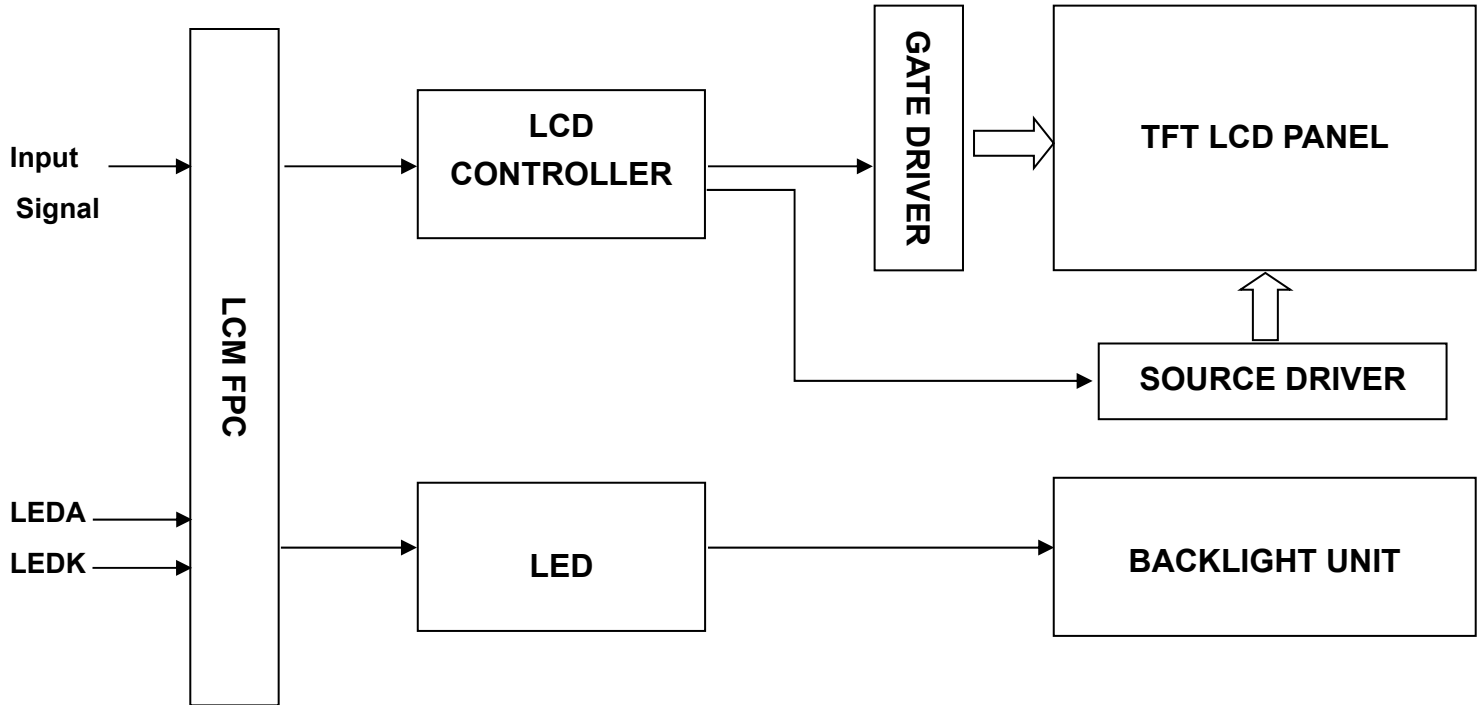 Input
Signal
LCM FPC
LEDA
LEDK
LCD
CONTROLLER
GATE DRIVER
TFT LCD PANEL
SOURCE DRIVER
LED
BACKLIGHT UNIT